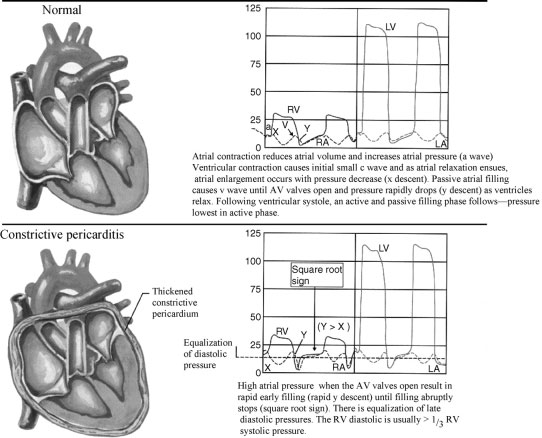 Normal
125
100
75
50
25
0
LV
RV
a
X
V
Y
RA
LA
Atrial contraction reduces atrial volume and increases atrial pressure (a wave)
Ventricular contraction causes initial small c wave and as atrial relaxation ensues,
atrial enlargement occurs with pressure decrease (x descent). Passive atrial filling
causes v wave until AV valves open and pressure rapidly drops (y descent) as ventricles
relax. Following ventricular systole, an active and passive filling phase follows—pressure
lowest in active phase.
Constrictive pericarditis
Thickened
constrictive
pericardium
Equalization
of diastolic
pressure
125
100
75
50
25
0
LV
Square root
sign
RV
Y
(Y > X )
X
RA
LA
High atrial pressure when the AV valves open result in
rapid early filling (rapid y descent) until filling abruptly
stops (square root sign). There is equalization of late
diastolic pressures. The RV diastolic is usually > 1/3 RV
systolic pressure.